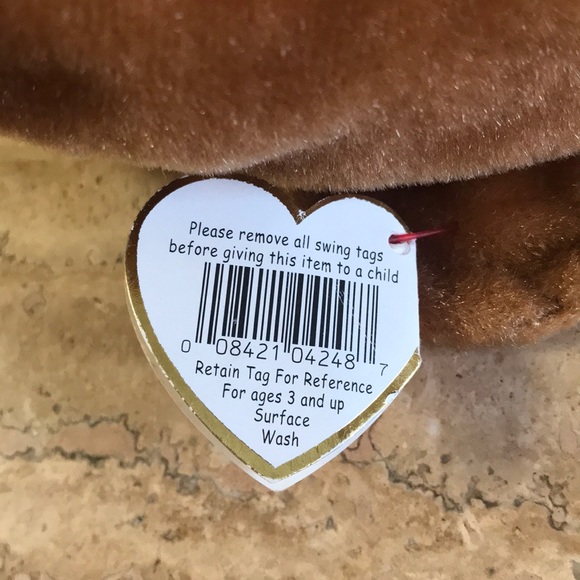 Please remove all swing tags
before giving this item to a child
0 08421 04248 7
Retain Tag For Reference
For ages 3 and up
Surface
Wash